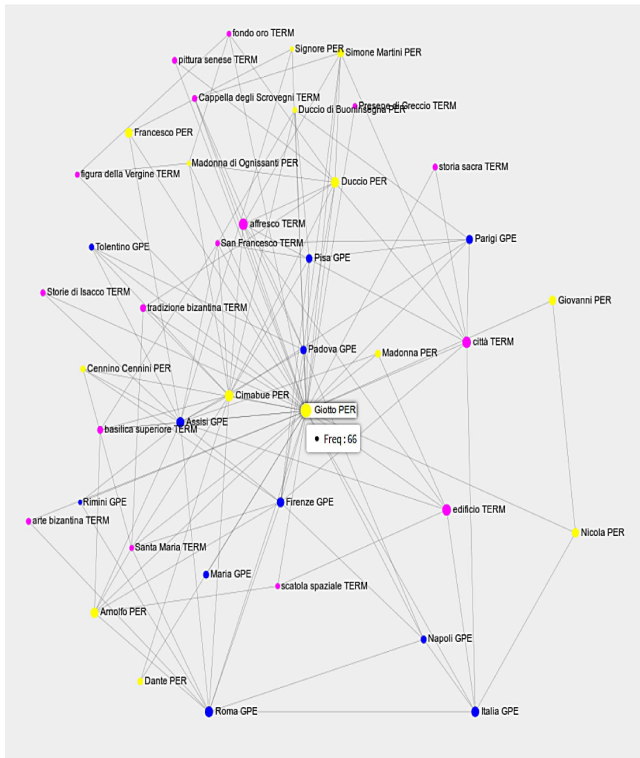 fondo oro TERM
Signore PER
Simone Martini PER
pittura senese TERM
Cappella degli Scrovegni TERM
Duccio di Buoninsegna PER
Presepe di Greccio TERM
Francesco PER
Madonna di Ognissanti PER
storia sacra TERM
figura della Vergine TERM
Duccio PER
affresco TERM
San Francesco TERM
Parigi GPE
Tolentino GPE
Pisa GPE
Storie di Isacco TERM
Giovanni PER
tradizione bizantina TERM
città TERM
Padova GPE
Madonna PER
Cennino Cennini PER
Cimabue PER
Giotto PER
Assisi GPE
basilica superiore TERM
Freq:66
Rimini GPE
Firenze GPE
edificio TERM
arte bizantina TERM
Nicola PER
Santa Maria TERM
Maria GPE
scatola spaziale TERM
Arnolfo PER
Napoli GPE
Dante PER
Roma GPE
Italia GPE